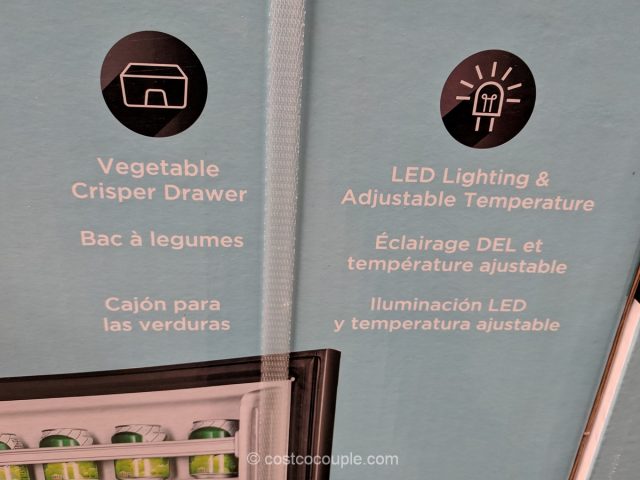 Vegetable
Crisper Drawer
Bac à legumes
Cajón para
las verduras
LED Lighting &
Adjustable Temperature
Éclairage DEL et
température ajustable
Iluminación LED
y temperatura ajustable
© costcocouple.com